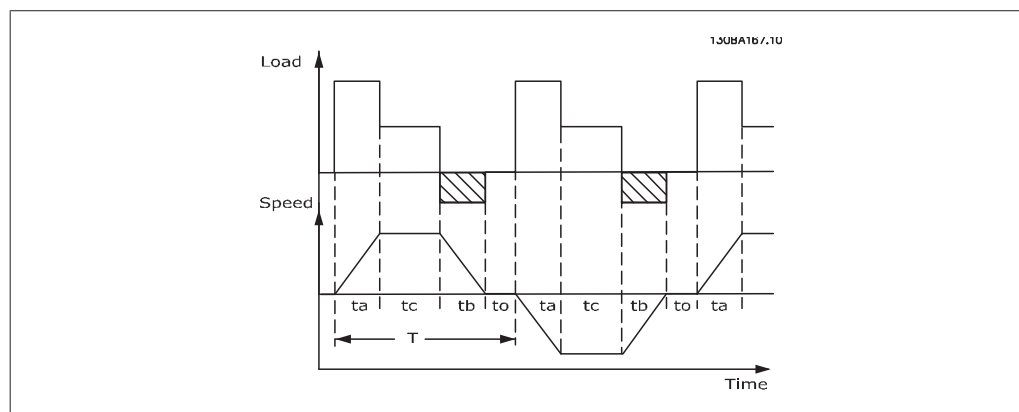 130BA167.10
Load
Speed
ta tc tb to ta tc tb to ta
T
Time